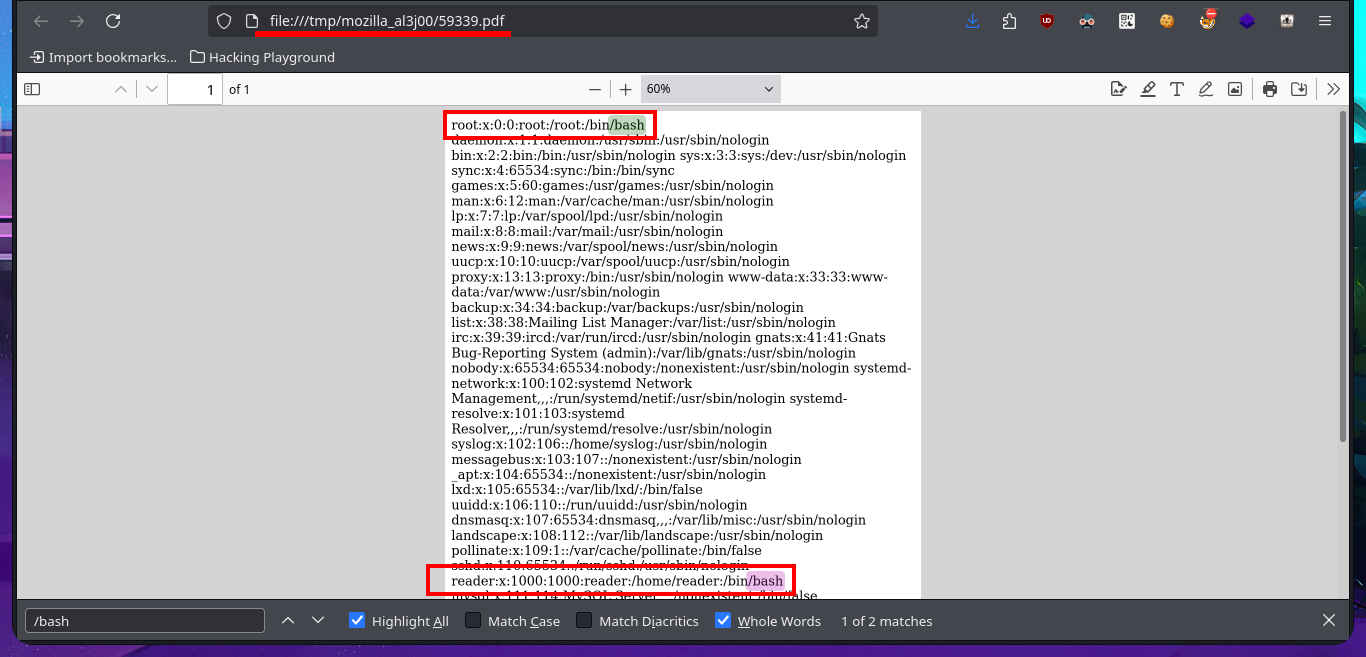 file:///tmp/mozilla_al3j00/59339.pdf
Import bookmarks... Hacking Playground
1 of 1 60%
root:x:0:0:root:/root:/bin/bash
daemon:x:1:1:daemon:/usr/sbin:/usr/sbin/nologin
bin:x:2:2:bin:/bin:/usr/sbin/nologin sys:x:3:3:sys:/dev:/usr/sbin/nologin
sync:x:4:65534:sync:/bin:/bin/sync
games:x:5:60:games:/usr/games:/usr/sbin/nologin
man:x:6:12:man:/var/cache/man:/usr/sbin/nologin
lp:x:7:7:lp:/var/spool/lpd:/usr/sbin/nologin
mail:x:8:8:mail:/var/mail:/usr/sbin/nologin
news:x:9:9:news:/var/spool/news:/usr/sbin/nologin
uucp:x:10:10:uucp:/var/spool/uucp:/usr/sbin/nologin
proxy:x:13:13:proxy:/bin:/usr/sbin/nologin www-data:x:33:33:www-
data:/var/www:/usr/sbin/nologin
backup:x:34:34:backup:/var/backups:/usr/sbin/nologin
list:x:38:38:Mailing List Manager:/var/list:/usr/sbin/nologin
irc:x:39:39:ircd:/var/run/ircd:/usr/sbin/nologin gnats:x:41:41:Gnats
Bug-Reporting System (admin):/var/lib/gnats:/usr/sbin/nologin
nobody:x:65534:65534:nobody:/nonexistent:/usr/sbin/nologin systemd-
network:x:100:102:systemd Network
Management,,,:/run/systemd/netif:/usr/sbin/nologin systemd-
resolve:x:101:103:systemd
Resolver,,,:/run/systemd/resolve:/usr/sbin/nologin
syslog:x:102:106::/home/syslog:/usr/sbin/nologin
messagebus:x:103:107::/nonexistent:/usr/sbin/nologin
_apt:x:104:65534::/nonexistent:/usr/sbin/nologin
lxd:x:105:65534::/var/lib/lxd/:/bin/false
uuidd:x:106:110::/run/uuidd:/usr/sbin/nologin
dnsmasq:x:107:65534:dnsmasq,,,:/var/lib/misc:/usr/sbin/nologin
landscape:x:108:112::/var/lib/landscape:/usr/sbin/nologin
pollinate:x:109:1::/var/cache/pollinate:/bin/false
sshd:x:110:65534::/run/sshd:/usr/sbin/nologin
reader:x:1000:1000:reader:/home/reader:/bin/bash
mysql:x:111:114:MySQL Server,,,:/nonexistent:/bin/false
/bash Highlight All Match Case Match Diacritics Whole Words 1 of 2 matches